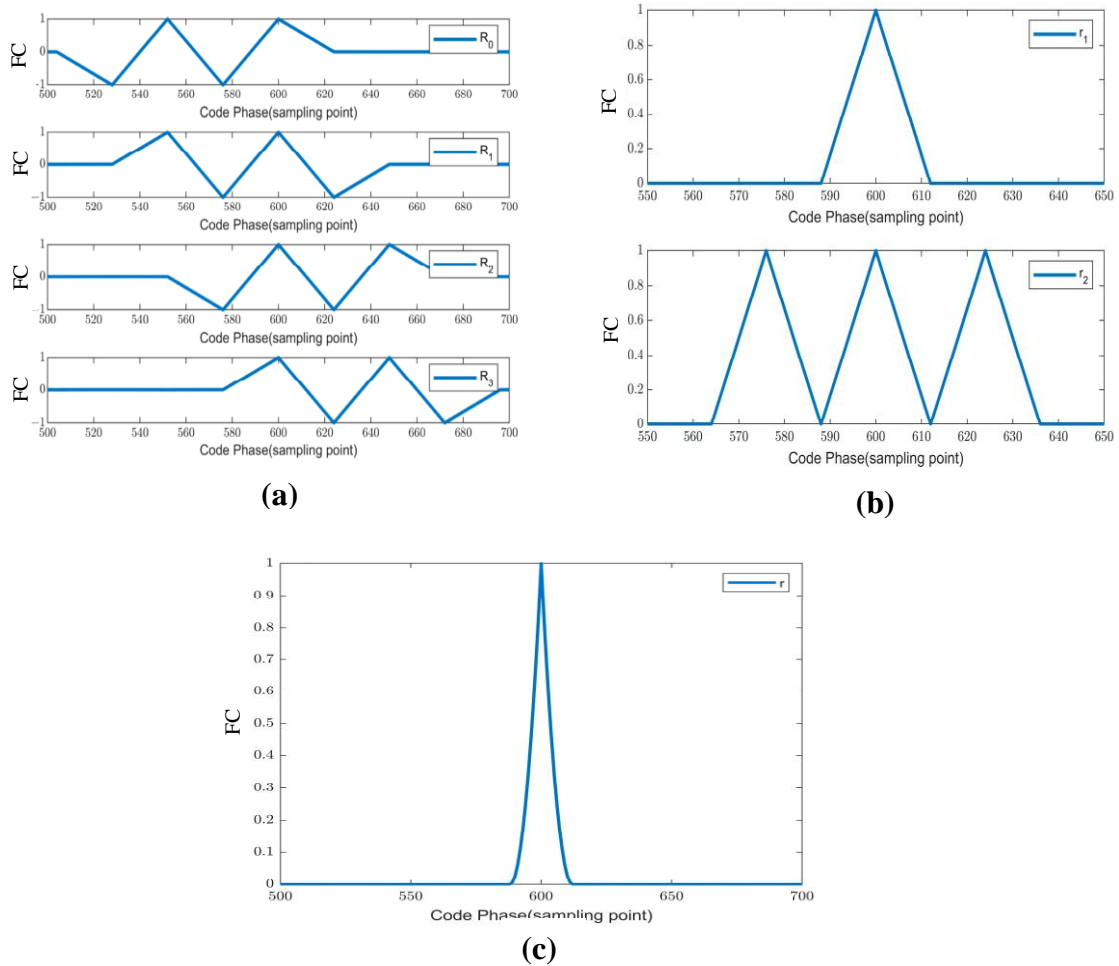 FC
1
0
-1
R0
500 520 540 560 580 600 620 640 660 680 700
Code Phase(sampling point)
FC
1
0
-1
R1
500 520 540 560 580 600 620 640 660 680 700
Code Phase(sampling point)
FC
1
0
-1
R2
500 520 540 560 580 600 620 640 660 680 700
Code Phase(sampling point)
FC
1
0
-1
R3
500 520 540 560 580 600 620 640 660 680 700
Code Phase(sampling point)
(a)
FC
1
0.8
0.6
0.4
0.2
0
r1
550 560 570 580 590 600 610 620 630 640 650
Code Phase(sampling point)
FC
1
0.8
0.6
0.4
0.2
0
r2
550 560 570 580 590 600 610 620 630 640 650
Code Phase(sampling point)
(b)
FC
1
0.9
0.8
0.7
0.6
0.5
0.4
0.3
0.2
0.1
0
r
500 550 600 650 700
Code Phase(sampling point)
(c)